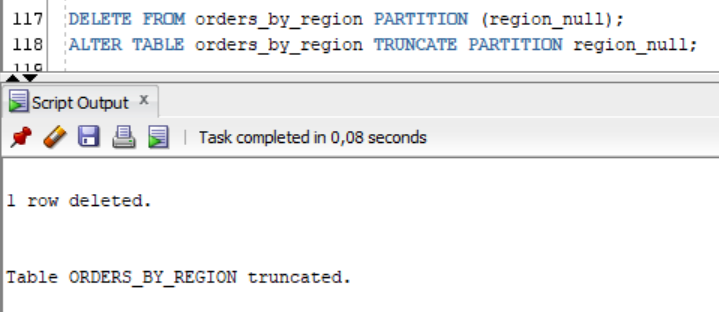 117 DELETE FROM orders_by_region PARTITION (region_null);
118 ALTER TABLE orders_by_region TRUNCATE PARTITION region_null;
119
Script Output x
Task completed in 0,08 seconds
1 row deleted.
Table ORDERS_BY_REGION truncated.